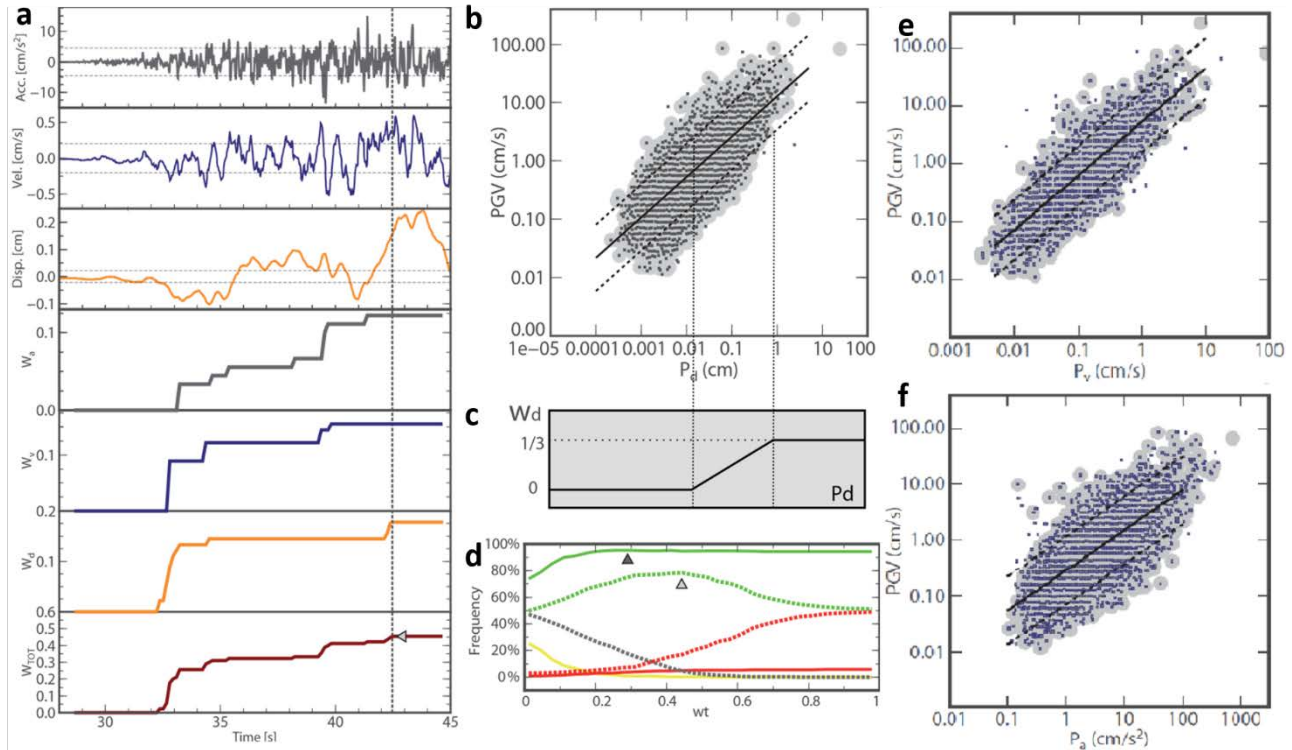 a
Acc. [cm/s²]
10
5
0
−10
Vel. [cm/s]
0.5
0.0
−0.5
Disp. [cm]
0.2
0.1
0.0
−0.1
Wa
0.1
0.0
Wv
0.2
Wd
0.1
0.6
WTOT
0.5
0.4
0.3
0.2
0.1
0.0
30
35
40
45
Time [s]
b
PGV (cm/s)
100.00
10.00
1.00
0.10
0.01
0.00
1e−05 0.0001 0.001 0.01 0.1 1 10 100
Pd (cm)
c
Wd
1/3
0
Pd
d
Frequency
100%
80%
60%
40%
20%
0%
0 0.2 0.4 0.6 0.8 1
wt
e
PGV (cm/s)
100.00
10.00
1.00
0.10
0.01
0.001 0.01 0.1 1 10 100
Pv (cm/s)
f
PGV (cm/s)
100.00
10.00
1.00
0.10
0.01
0.01 0.1 1 10 100 1000
Pa (cm/s²)